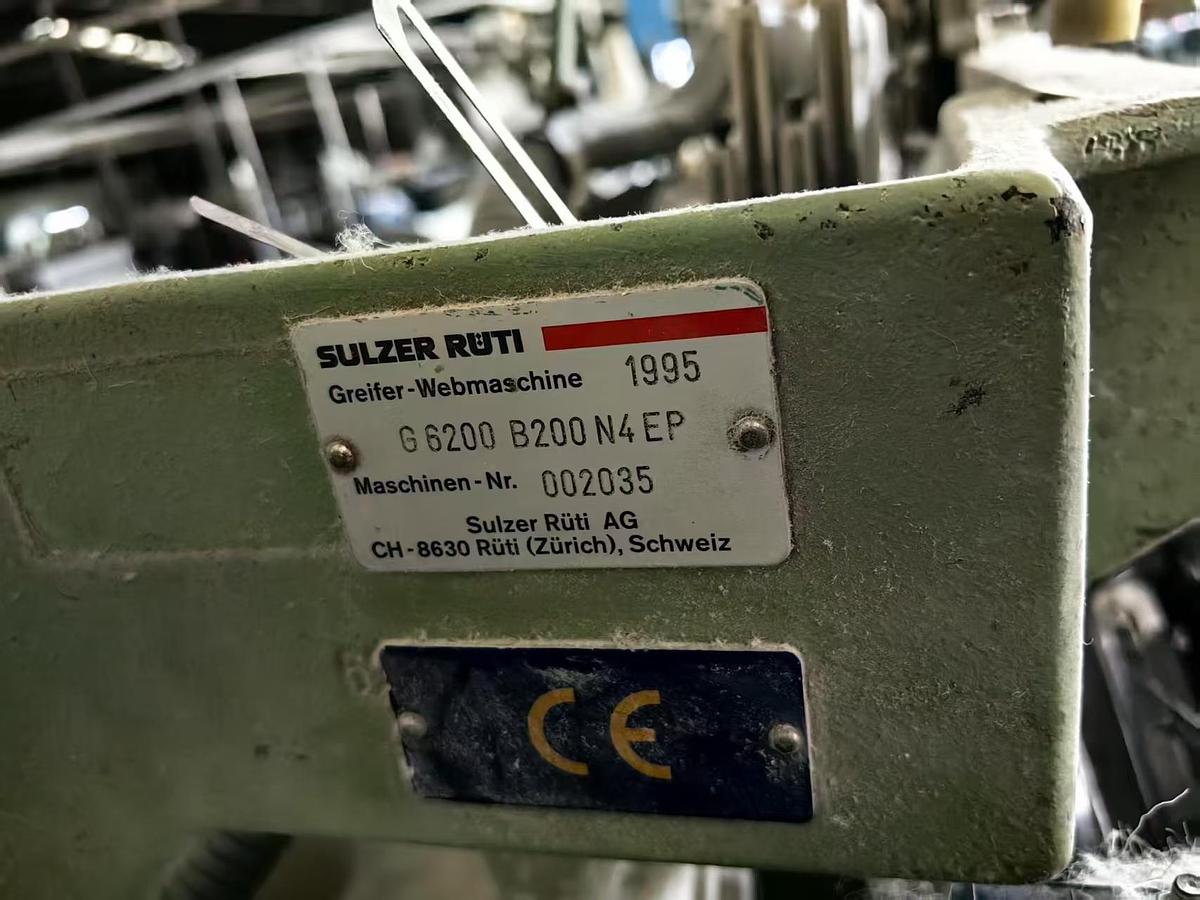 SULZER RÜTI
Greifer-Webmaschine 1995
G 6200 B200 N4 EP
Maschinen-Nr. 002035
Sulzer Rüti AG
CH-8630 Rüti (Zürich), Schweiz
CE